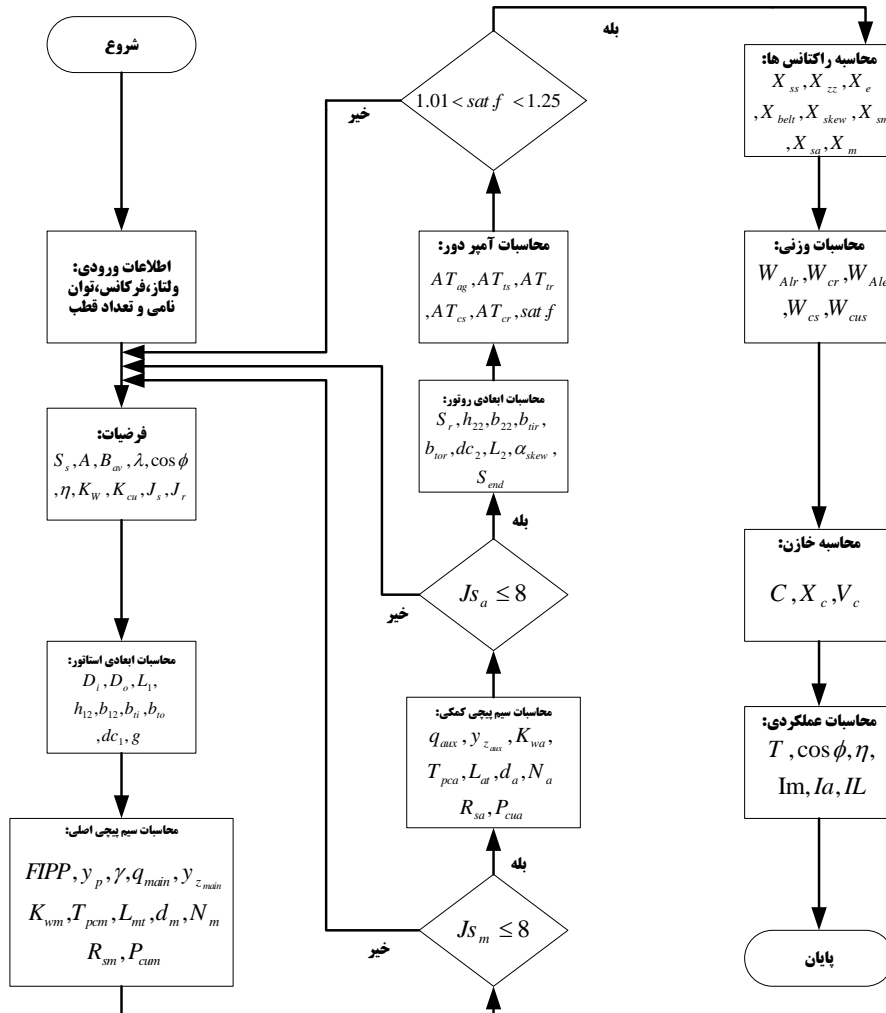 شروع
اطلاعات ورودی:
ولتاژ،فرکانس،توان
نامی و تعداد قطب
فرضیات:
S_s, A, B_av, λ, cos ϕ
, η, K_W, K_cu, J_s, J_r
محاسبات ابعادی استاتور:
D_i, D_o, L_1,
h_12, b_12, b_ti, b_to
, dc_1, g
محاسبات سیم پیچی اصلی:
FIPP, y_p, γ, q_main, y_z_main
K_wm, T_pcm, L_mt, d_m, N_m
R_sm, P_cum
Js_m ≤ 8
خیر
بله
محاسبات سیم پیچی کمکی:
q_aux, y_z_aux, K_wa,
T_pca, L_at, d_a, N_a
R_sa, P_cua
Js_a ≤ 8
خیر
بله
محاسبات ابعادی روتور:
S_r, h_22, b_22, b_tir,
b_tor, dc_2, L_2, α_skew,
S_end
محاسبات آمپر دور:
AT_ag, AT_ts, AT_tr
, AT_cs, AT_cr, sat.f
1.01 < sat.f < 1.25
خیر
بله
محاسبه راکتانس ها:
X_ss, X_zz, X_e
, X_belt, X_skew, X_sm
, X_sa, X_m
محاسبات وزنی:
W_Alr, W_cr, W_Ale
, W_cs, W_cus
محاسبه خازن:
C, X_c, V_c
محاسبات عملکردی:
T, cos ϕ, η,
Im, Ia, IL
پایان